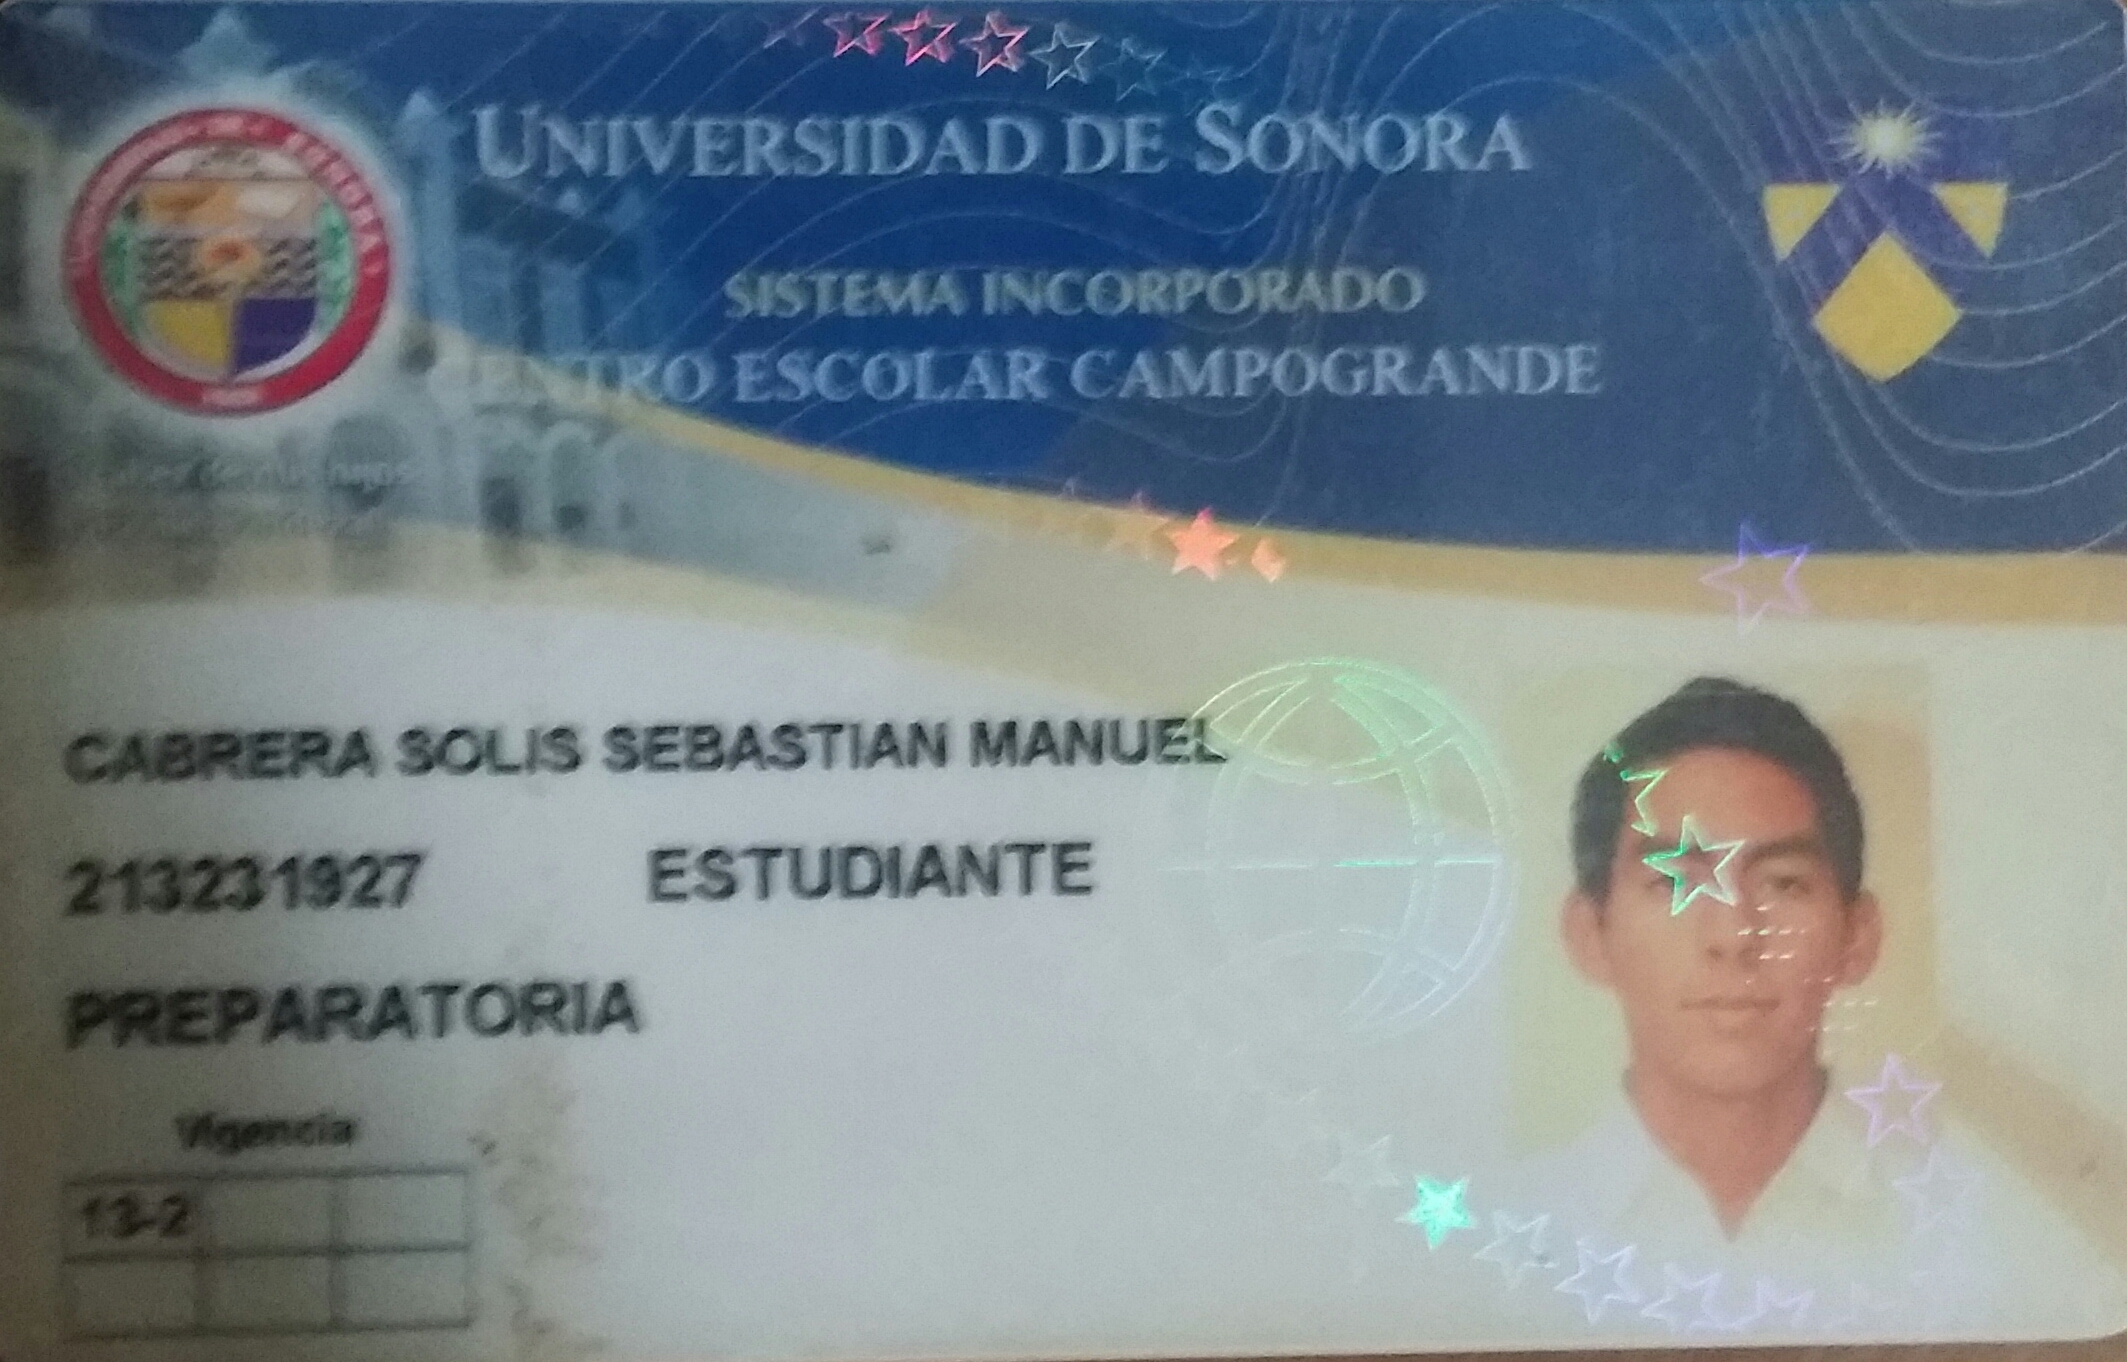 UNIVERSIDAD DE SONORA
SISTEMA INCORPORADO
CENTRO ESCOLAR CAMPOGRANDE
CABRERA SOLIS SEBASTIAN MANUEL
213231927 ESTUDIANTE
PREPARATORIA
Vigencia
13-2